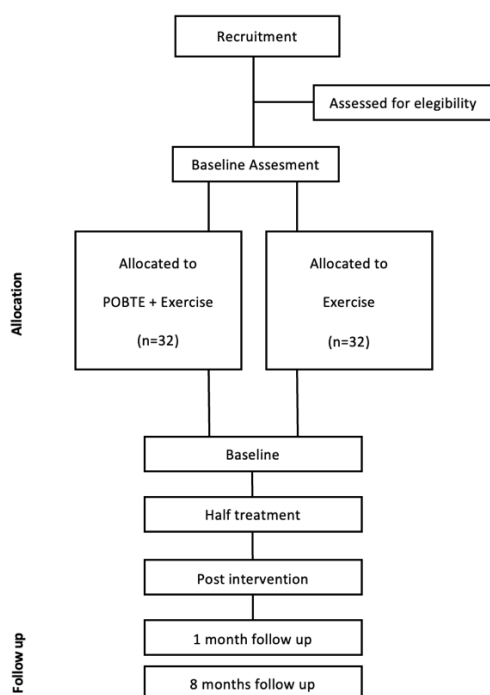 Recruitment
Assessed for elegibility
Baseline Assesment
Allocation
Allocated to
POBTE + Exercise
(n=32)
Allocated to
Exercise
(n=32)
Baseline
Half treatment
Post intervention
Follow up
1 month follow up
8 months follow up